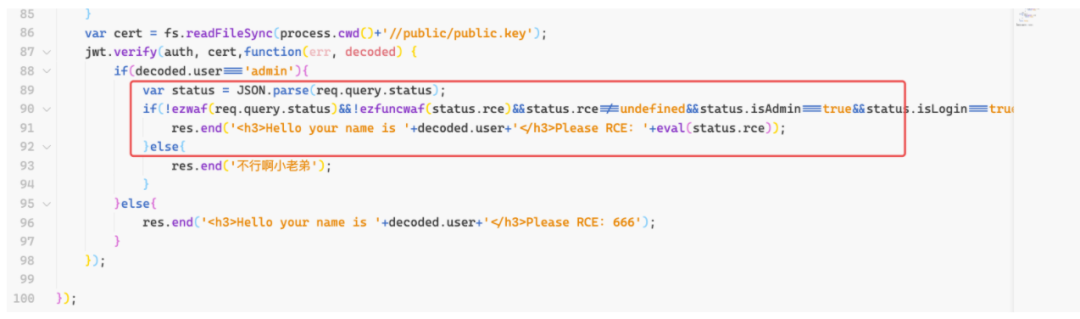 85 }
86 var cert = fs.readFileSync(process.cwd()+'//public/public.key');
87 jwt.verify(auth, cert,function(err, decoded) {
88 if(decoded.user==='admin'){
89 var status = JSON.parse(req.query.status);
90 if(!ezwaf(req.query.status)&&!ezfuncwaf(status.rce)&&status.rce!==undefined&&status.isAdmin===true&&status.isLogin===true
91 res.end('<h3>Hello your name is '+decoded.user+'</h3>Please RCE: '+eval(status.rce));
92 }else{
93 res.end('不行啊小老弟');
94 }
95 }else{
96 res.end('<h3>Hello your name is '+decoded.user+'</h3>Please RCE: 666');
97 }
98 });
99
100 });